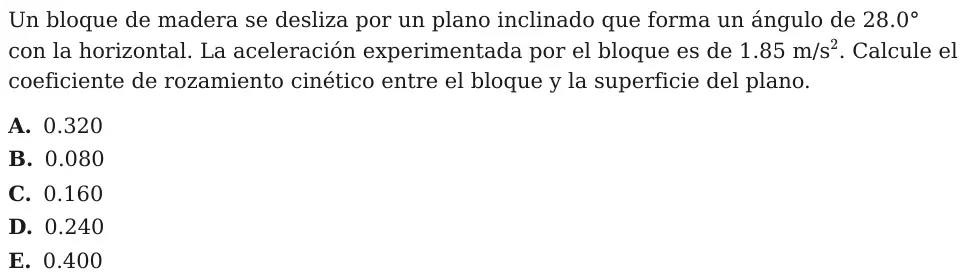 Un bloque de madera se desliza por un plano inclinado que forma un ángulo de 28.0°
con la horizontal. La aceleración experimentada por el bloque es de 1.85 m/s². Calcule el
coeficiente de rozamiento cinético entre el bloque y la superficie del plano.
A. 0.320
B. 0.080
C. 0.160
D. 0.240
E. 0.400